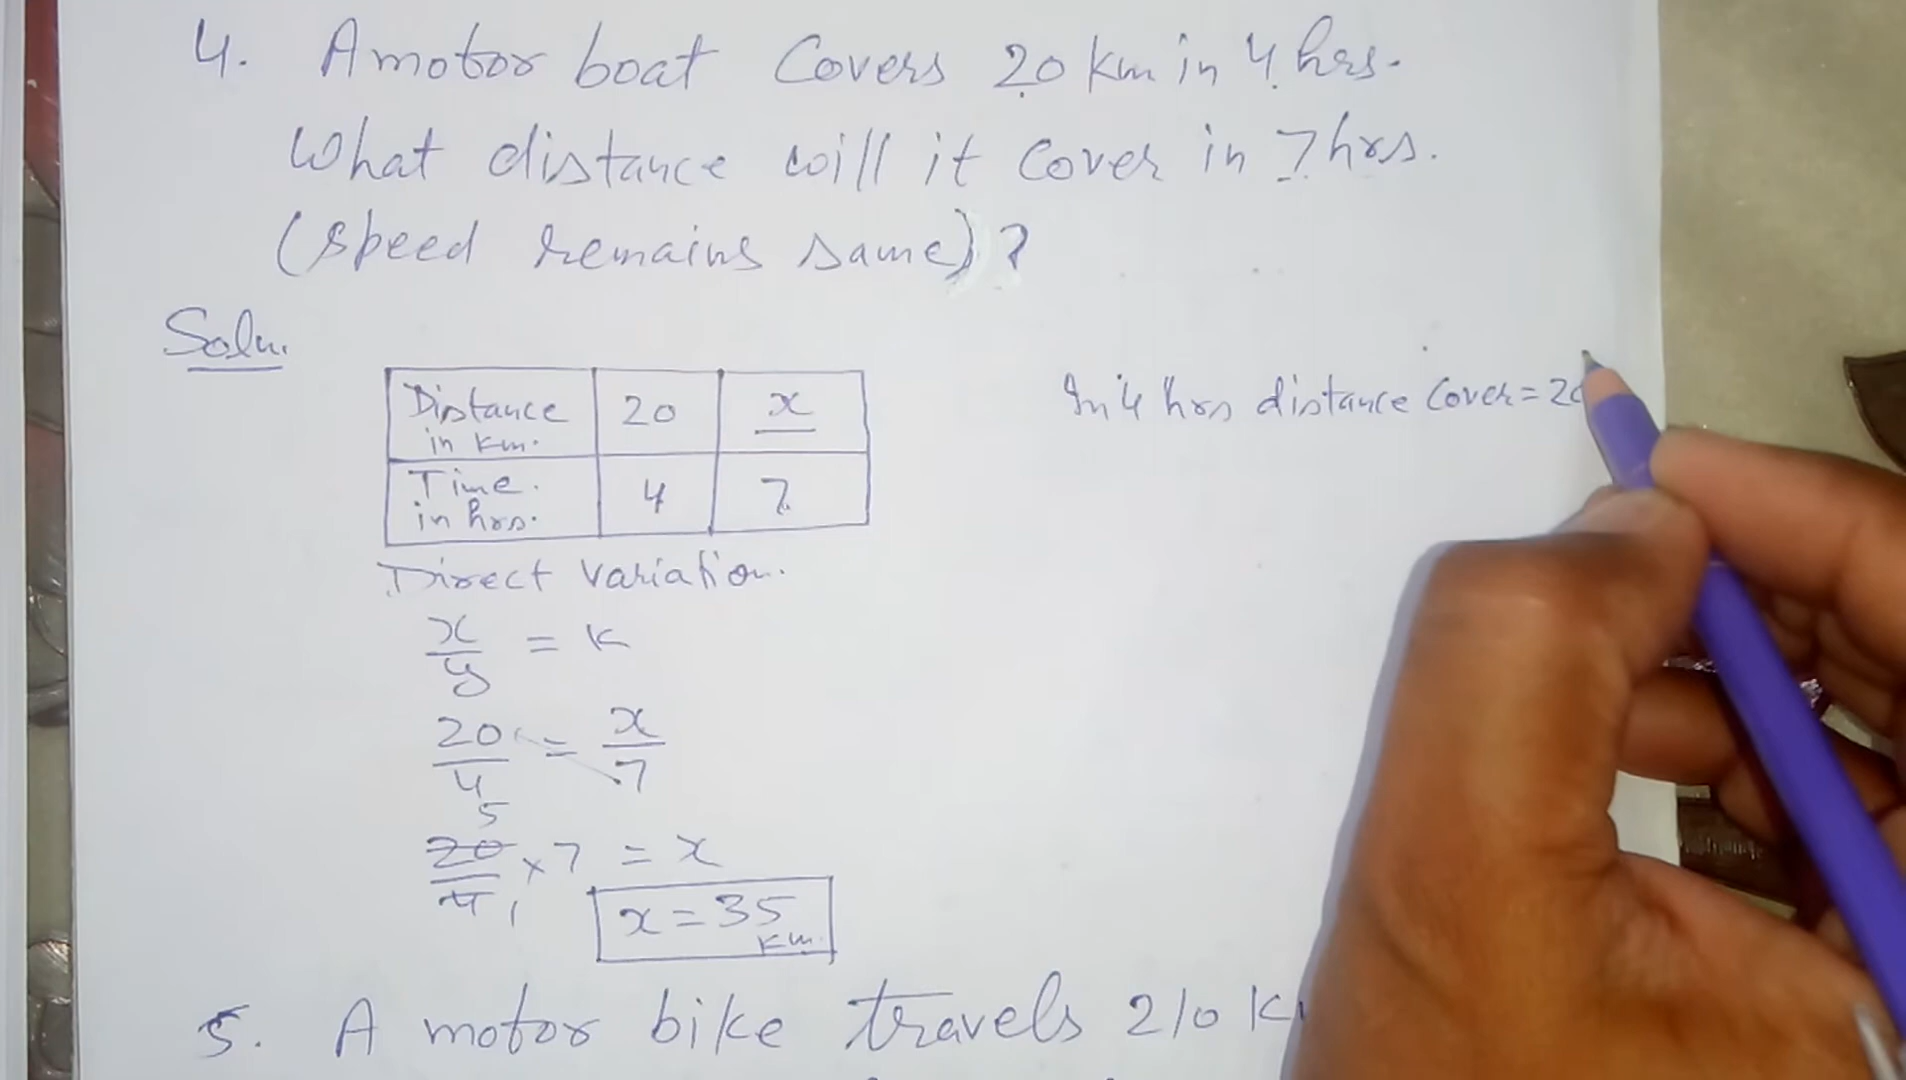 4. A motor boat Covers 20 km in 4 hrs.
What distance will it Cover in 7 hrs.
(speed remains same)?
Soln.
Distance in km. 20 x
Time. in hrs. 4 7
Direct variation.
x/y = K
20/4 = x/7
5
20/4 × 7 = x
1
x = 35 km.
In 4 hrs distance Cover = 20
5. A motor bike travels 210 K